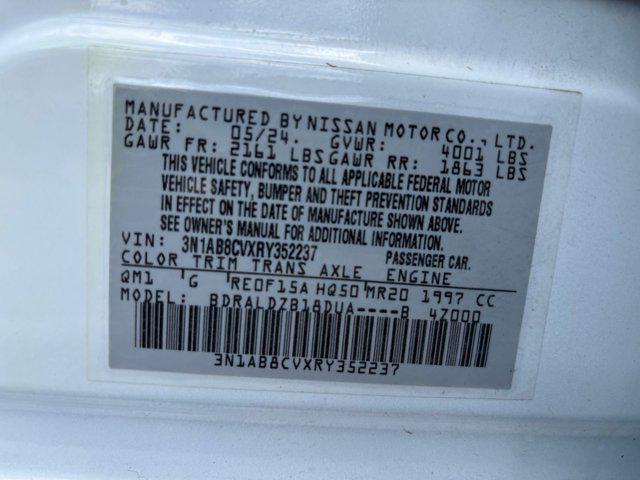 MANUFACTURED BY NISSAN MOTOR CO., LTD.
DATE: 05/24. GVWR: 4001 LBS
GAWR FR: 2161 LBS GAWR RR: 1863 LBS
THIS VEHICLE CONFORMS TO ALL APPLICABLE FEDERAL MOTOR
VEHICLE SAFETY, BUMPER AND THEFT PREVENTION STANDARDS
IN EFFECT ON THE DATE OF MANUFACTURE SHOWN ABOVE.
SEE OWNER'S MANUAL FOR ADDITIONAL INFORMATION.
VIN: 3N1AB8CVXRY352237 PASSENGER CAR.
COLOR TRIM TRANS AXLE ENGINE
QM1 G RE0F15A HQ50 MR20 1997 CC
MODEL: BDRALDZB18DUA----B 4Z000
3N1AB8CVXRY352237